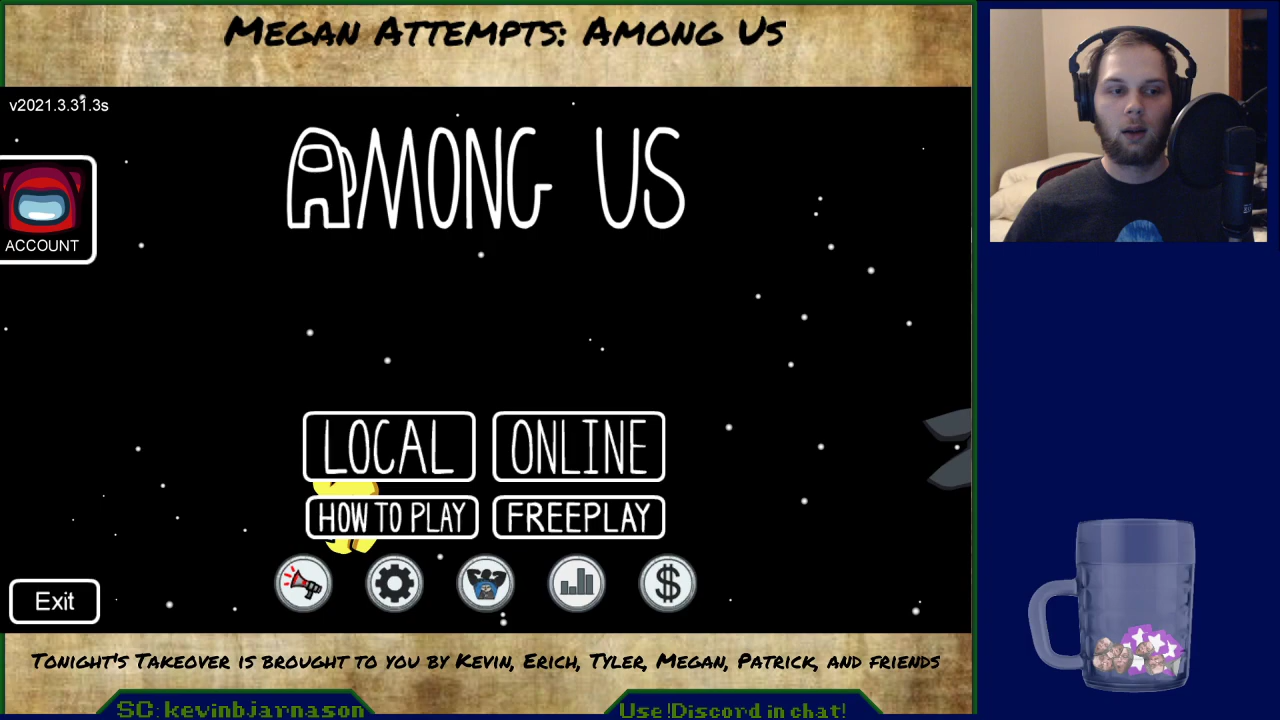 Megan Attempts: Among Us
v2021.3.31.3s
AMONG US
ACCOUNT
LOCAL
ONLINE
HOW TO PLAY
FREEPLAY
$
Exit
Tonight's Takeover is brought to you by Kevin, Erich, Tyler, Megan, Patrick, and friends
SC: kevinbjarnason
Use !Discord in chat!